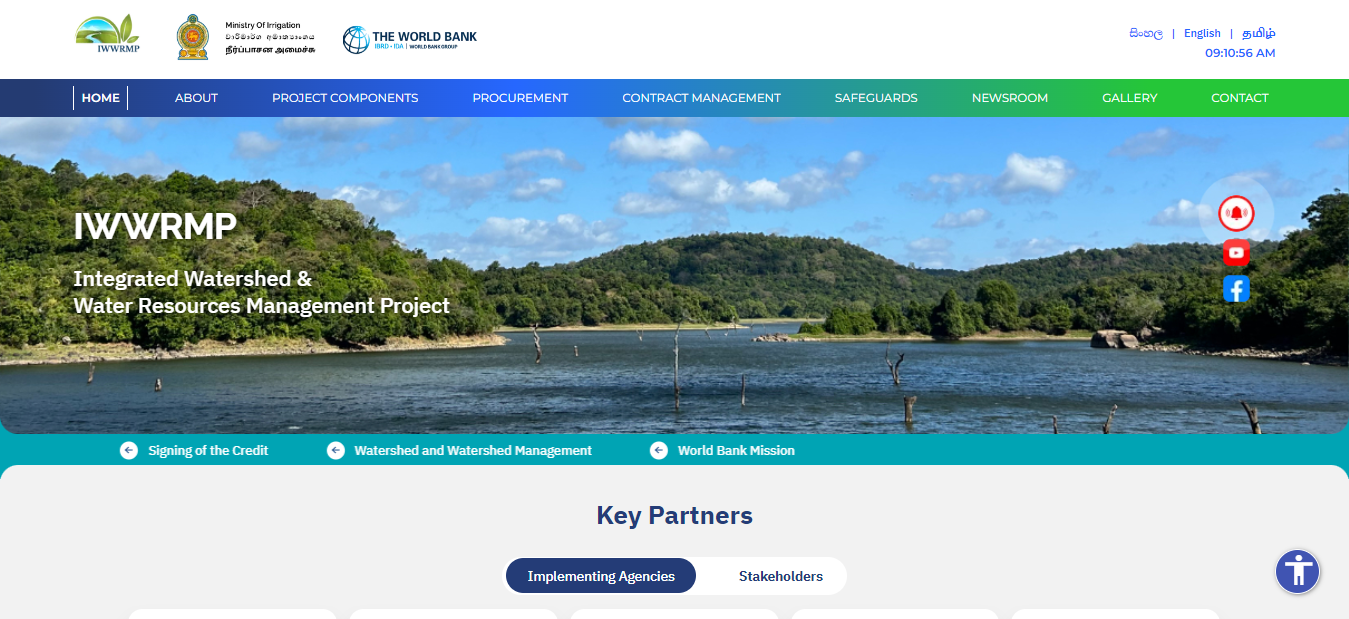 IWWRMP
Ministry Of Irrigation
වාරිමාර්ග අමාත්‍යාංශය
நீர்ப்பாசன அமைச்சு
THE WORLD BANK
IBRD • IDA | WORLD BANK GROUP
සිංහල | English | தமிழ்
09:10:56 AM
HOME ABOUT PROJECT COMPONENTS PROCUREMENT CONTRACT MANAGEMENT SAFEGUARDS NEWSROOM GALLERY CONTACT
IWWRMP
Integrated Watershed &
Water Resources Management Project
Signing of the Credit Watershed and Watershed Management World Bank Mission
Key Partners
Implementing Agencies Stakeholders